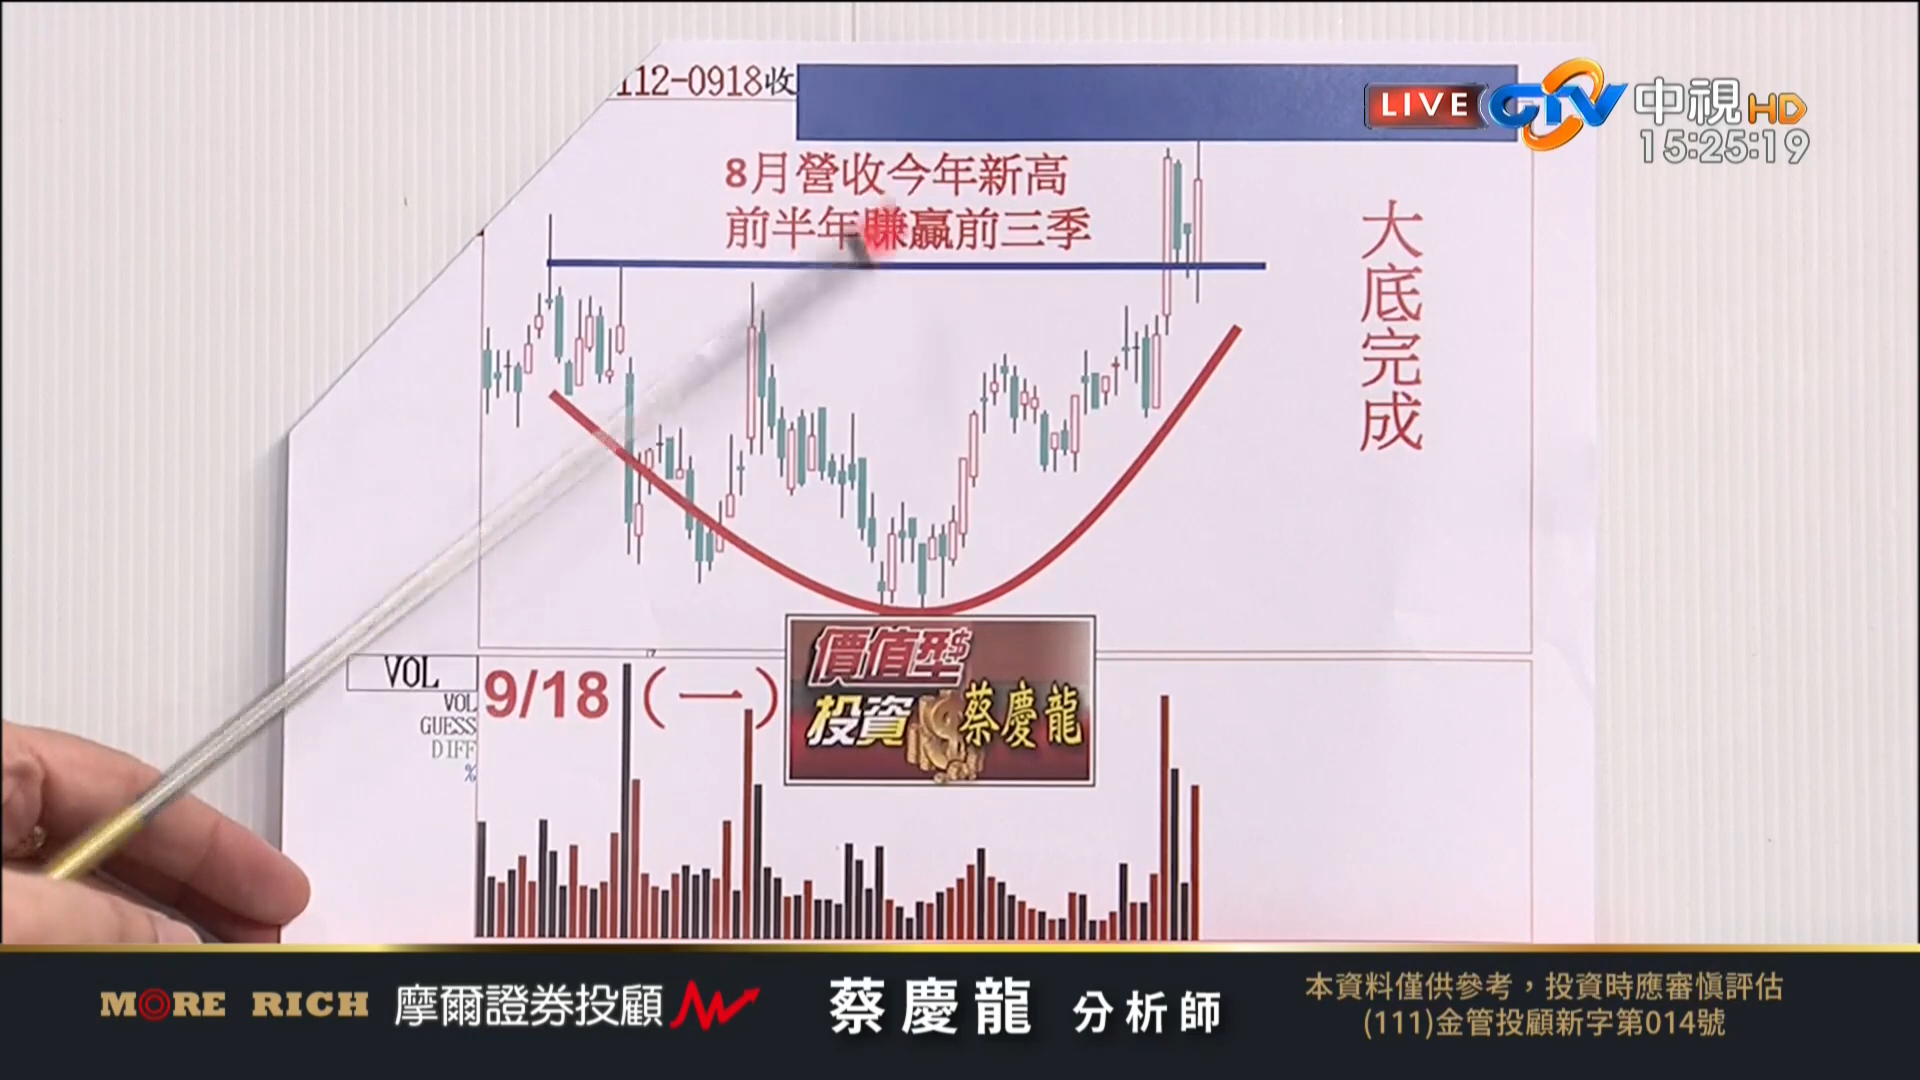 112-0918收
LIVE CTV 中視HD
15:25:19
8月營收今年新高
前半年賺贏前三季
大底完成
VOL
VOL
GUESS
DIFF
%
9/18(一)
價值型$
投資 蔡慶龍
MORE RICH 摩爾證券投顧 蔡慶龍 分析師
本資料僅供參考，投資時應審慎評估
(111)金管投顧新字第014號